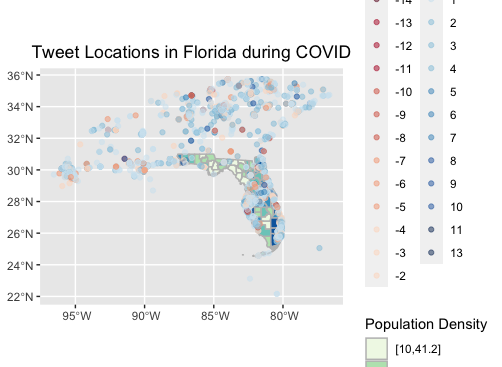 Tweet Locations in Florida during COVID
36°N
34°N
32°N
30°N
28°N
26°N
24°N
22°N
95°W
90°W
85°W
80°W
-14
-13
-12
-11
-10
-9
-8
-7
-6
-5
-4
-3
-2
1
2
3
4
5
6
7
8
9
10
11
13
Population Density
[10,41.2]